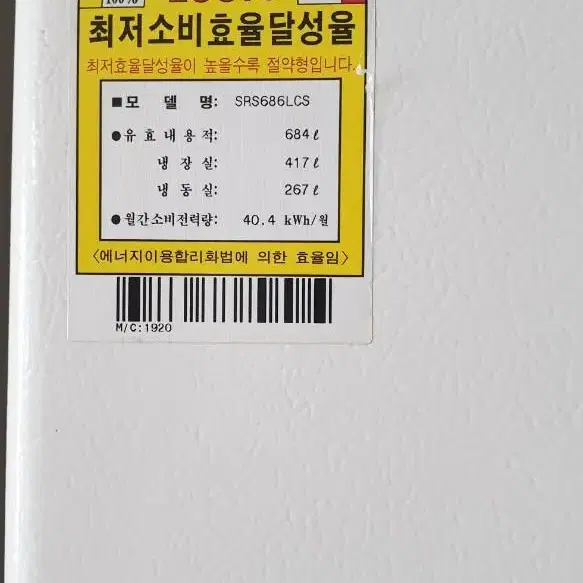 100%
최저소비효율달성율
최저효율달성율이 높을수록 절약형입니다.
■모 델 명: SRS686LCS
●유효내용적: 684ℓ
냉장실: 417ℓ
냉동실: 267ℓ
●월간소비전력량: 40.4 kWh/월
〈에너지이용합리화법에 의한 효율임〉
M/C:1920